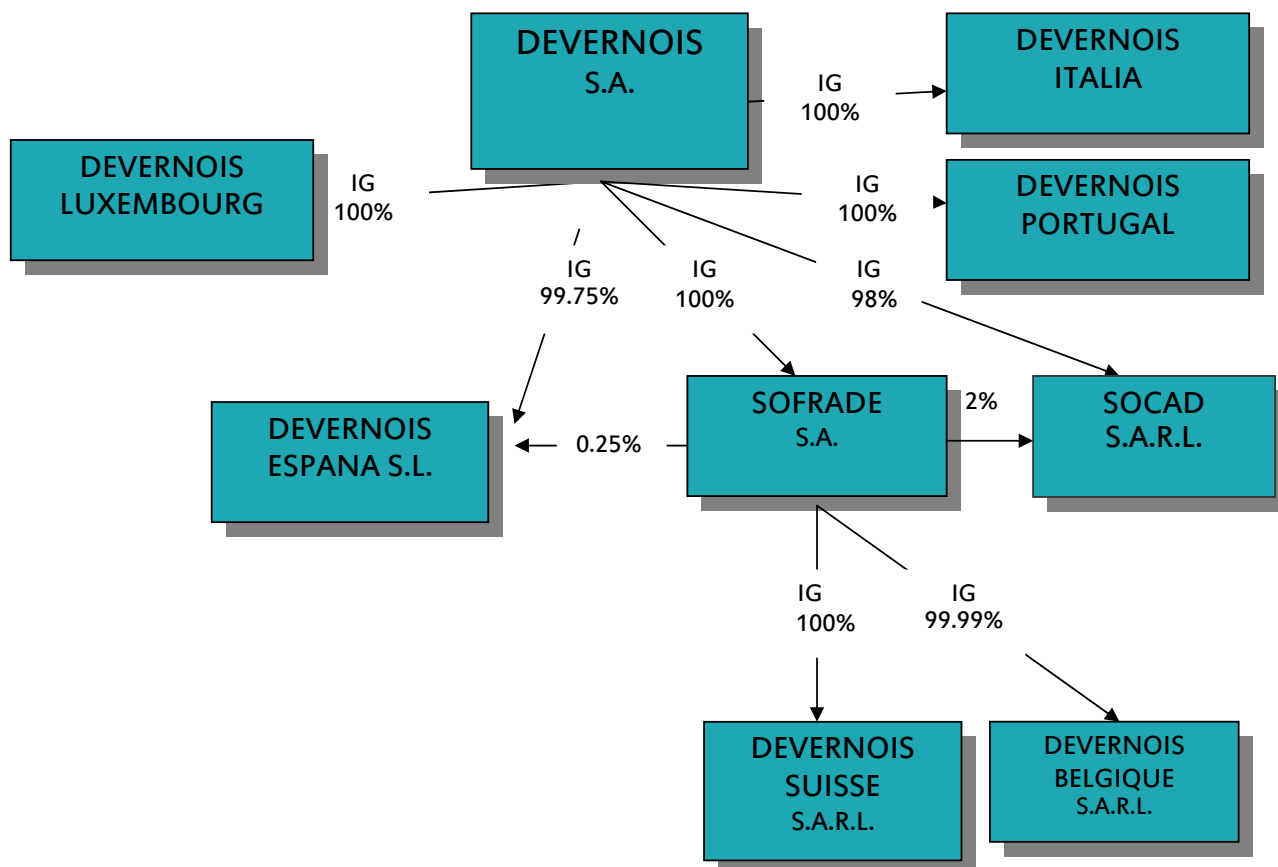 DEVERNOIS
S.A.
IG
100%
DEVERNOIS
ITALIA
DEVERNOIS
LUXEMBOURG
IG
100%
IG
100%
DEVERNOIS
PORTUGAL
IG
99.75%
IG
100%
IG
98%
DEVERNOIS
ESPANA S.L.
0.25%
SOFRADE
S.A.
2%
SOCAD
S.A.R.L.
IG
100%
IG
99.99%
DEVERNOIS
SUISSE
S.A.R.L.
DEVERNOIS
BELGIQUE
S.A.R.L.